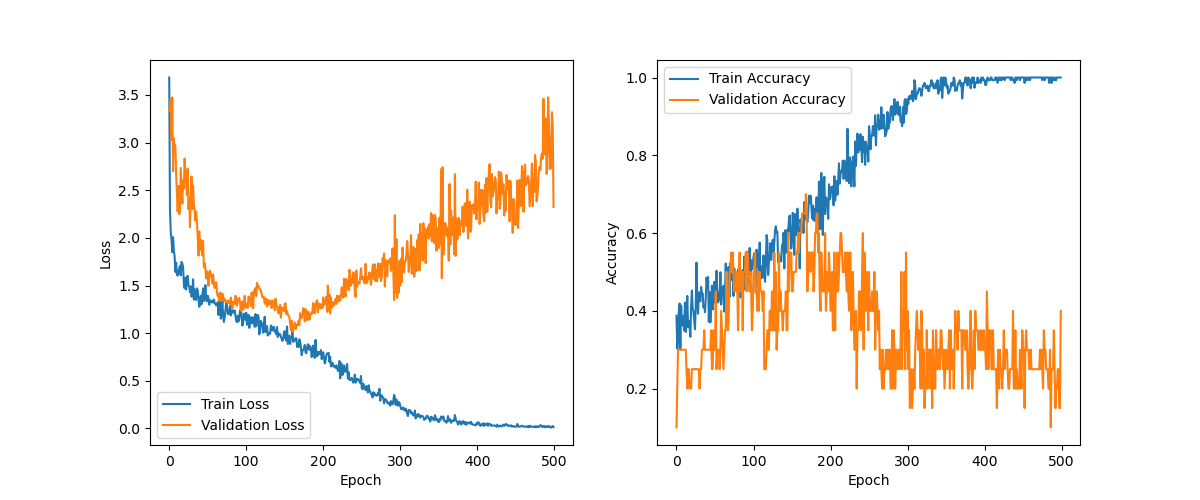 3.5
3.0
2.5
2.0
1.5
1.0
0.5
0.0
Loss
Train Loss
Validation Loss
0 100 200 300 400 500
Epoch
1.0
0.8
0.6
0.4
0.2
Accuracy
Train Accuracy
Validation Accuracy
0 100 200 300 400 500
Epoch